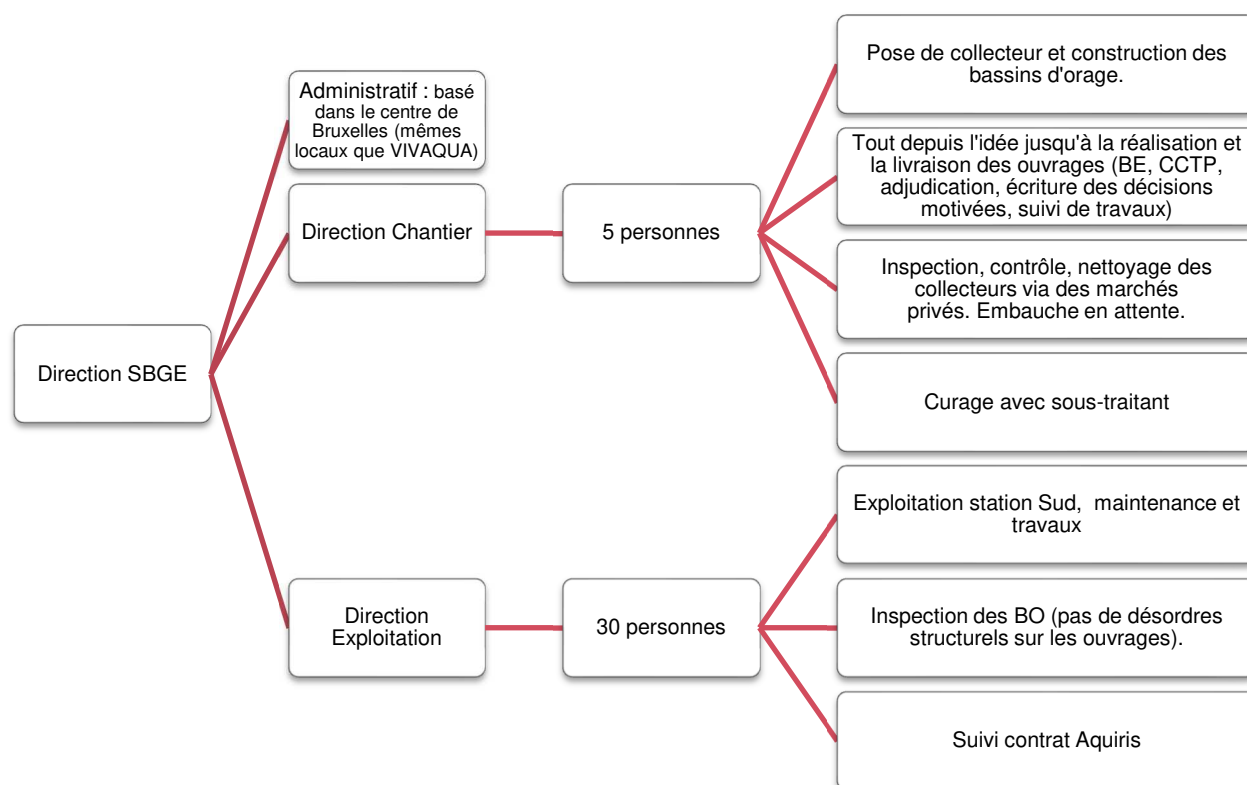 Direction SBGE
Administratif : basé
dans le centre de
Bruxelles (mêmes
locaux que VIVAQUA)
Direction Chantier
5 personnes
Pose de collecteur et construction des
bassins d'orage.
Tout depuis l'idée jusqu'à la réalisation et
la livraison des ouvrages (BE, CCTP,
adjudication, écriture des décisions
motivées, suivi de travaux)
Inspection, contrôle, nettoyage des
collecteurs via des marchés
privés. Embauche en attente.
Curage avec sous-traitant
Direction
Exploitation
30 personnes
Exploitation station Sud, maintenance et
travaux
Inspection des BO (pas de désordres
structurels sur les ouvrages).
Suivi contrat Aquiris